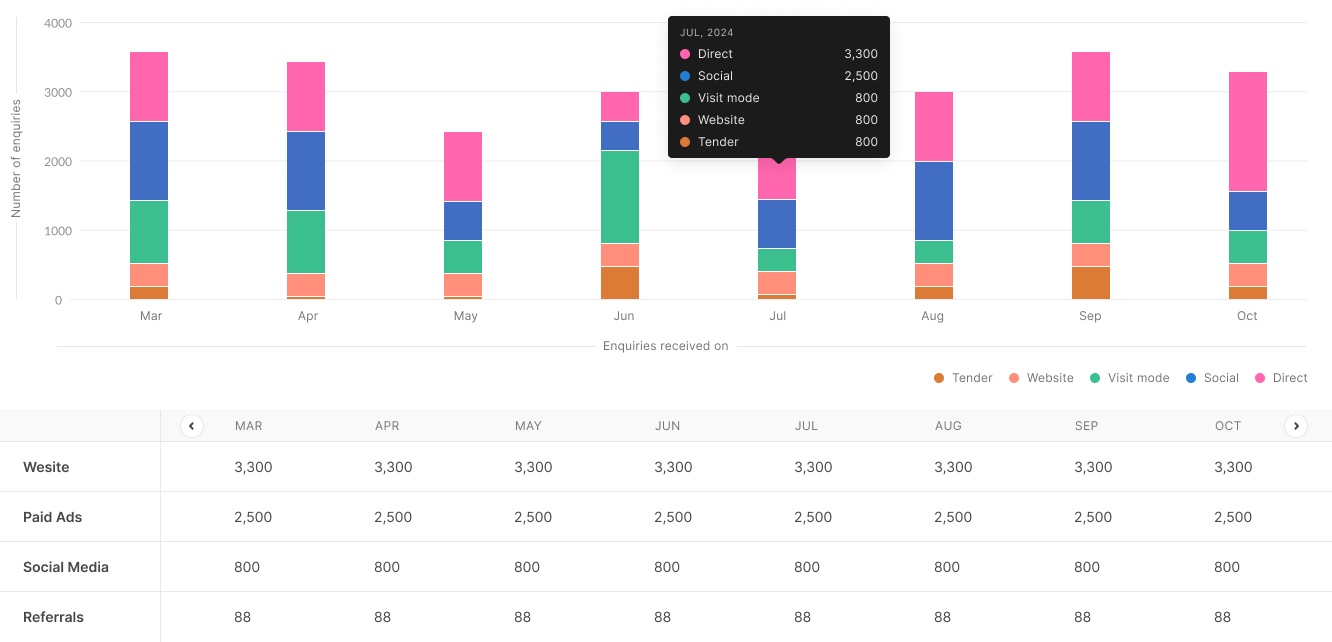 4000
3000
2000
1000
0
Number of enquiries
JUL, 2024
Direct 3,300
Social 2,500
Visit mode 800
Website 800
Tender 800
Mar Apr May Jun Jul Aug Sep Oct
Enquiries received on
Tender Website Visit mode Social Direct
MAR APR MAY JUN JUL AUG SEP OCT
Wesite 3,300 3,300 3,300 3,300 3,300 3,300 3,300 3,300
Paid Ads 2,500 2,500 2,500 2,500 2,500 2,500 2,500 2,500
Social Media 800 800 800 800 800 800 800 800
Referrals 88 88 88 88 88 88 88 88